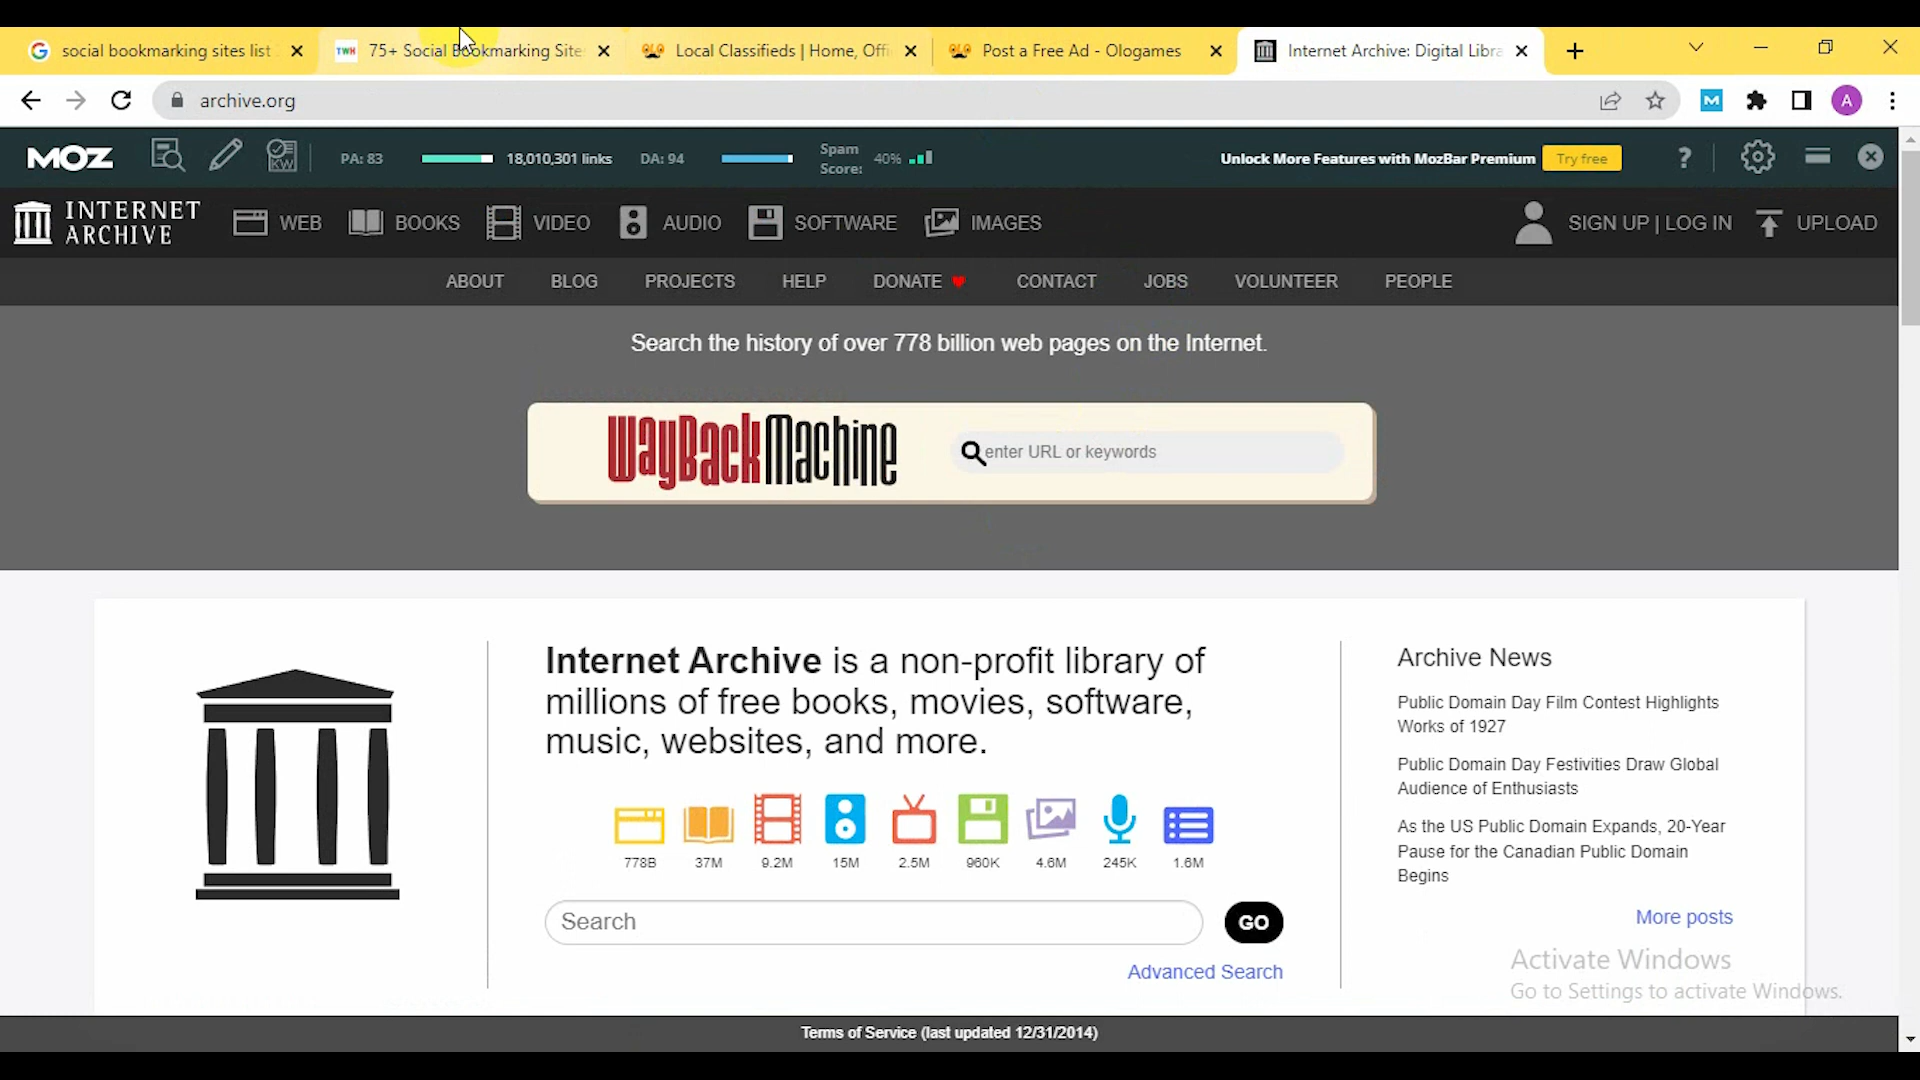 social bookmarking sites list
TWH 75+ Social Bookmarking Site
Local Classifieds | Home, Offi
Post a Free Ad - Ologames
Internet Archive: Digital Libra
archive.org
M
A
MOZ
KW
PA: 83
18,010,301 links
DA: 94
Spam
Score:
40%
Unlock More Features with MozBar Premium
Try free
?
INTERNET
ARCHIVE
WEB
BOOKS
VIDEO
AUDIO
SOFTWARE
IMAGES
SIGN UP | LOG IN
UPLOAD
ABOUT
BLOG
PROJECTS
HELP
DONATE
CONTACT
JOBS
VOLUNTEER
PEOPLE
Search the history of over 778 billion web pages on the Internet.
WayBackMachine
enter URL or keywords
Internet Archive is a non-profit library of
millions of free books, movies, software,
music, websites, and more.
778B
37M
9.2M
15M
2.5M
960K
4.6M
245K
1.6M
Search
GO
Advanced Search
Archive News
Public Domain Day Film Contest Highlights
Works of 1927
Public Domain Day Festivities Draw Global
Audience of Enthusiasts
As the US Public Domain Expands, 20-Year
Pause for the Canadian Public Domain
Begins
More posts
Activate Windows
Go to Settings to activate Windows.
Terms of Service (last updated 12/31/2014)